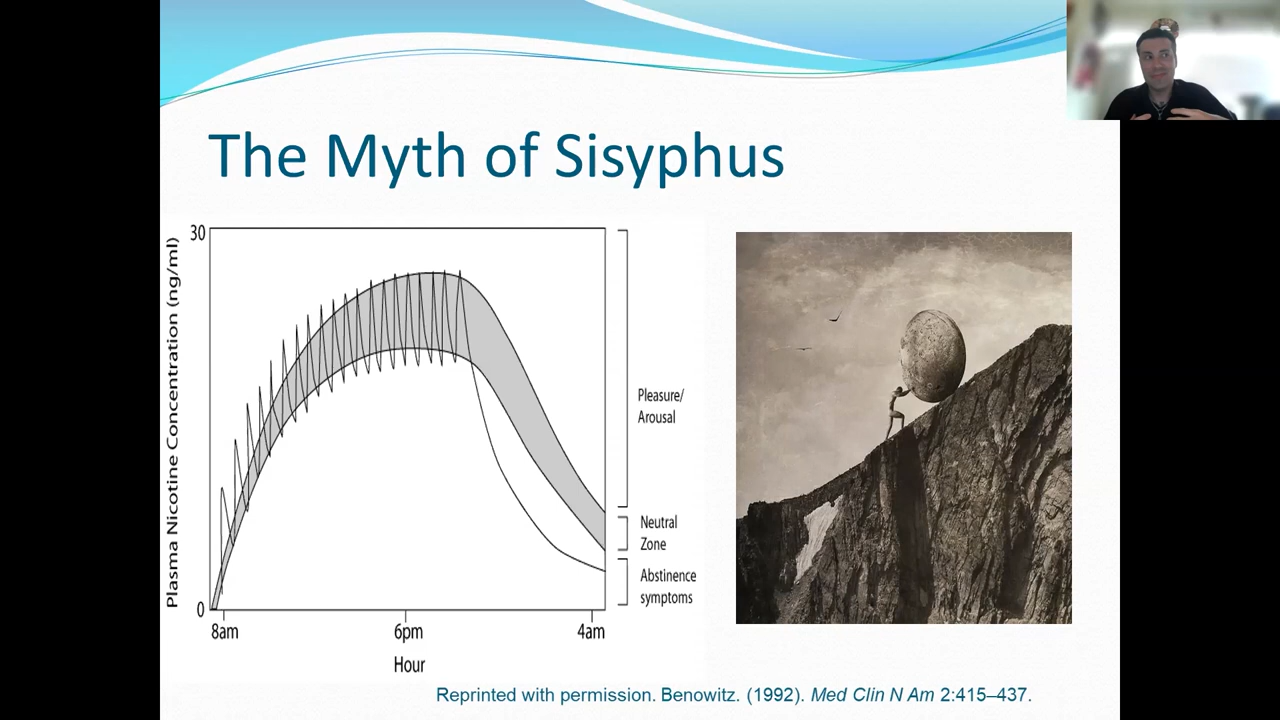 The Myth of Sisyphus
30
Plasma Nicotine Concentration (ng/ml)
Pleasure/
Arousal
Neutral
Zone
Abstinence
symptoms
0
8am
6pm
4am
Hour
Reprinted with permission. Benowitz. (1992). Med Clin N Am 2:415–437.